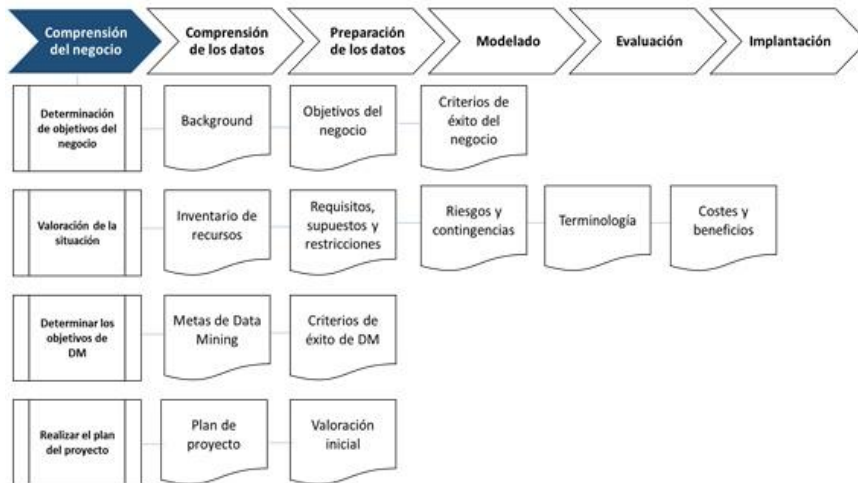 Comprensión
del negocio
Comprensión
de los datos
Preparación
de los datos
Modelado
Evaluación
Implantación
Determinación
de objetivos del
negocio
Background
Objetivos del
negocio
Criterios de
éxito del
negocio
Valoración de la
situación
Inventario de
recursos
Requisitos,
supuestos y
restricciones
Riesgos y
contingencias
Terminología
Costes y
beneficios
Determinar los
objetivos de
DM
Metas de Data
Mining
Criterios de
éxito de DM
Realizar el plan
del proyecto
Plan de
proyecto
Valoración
inicial